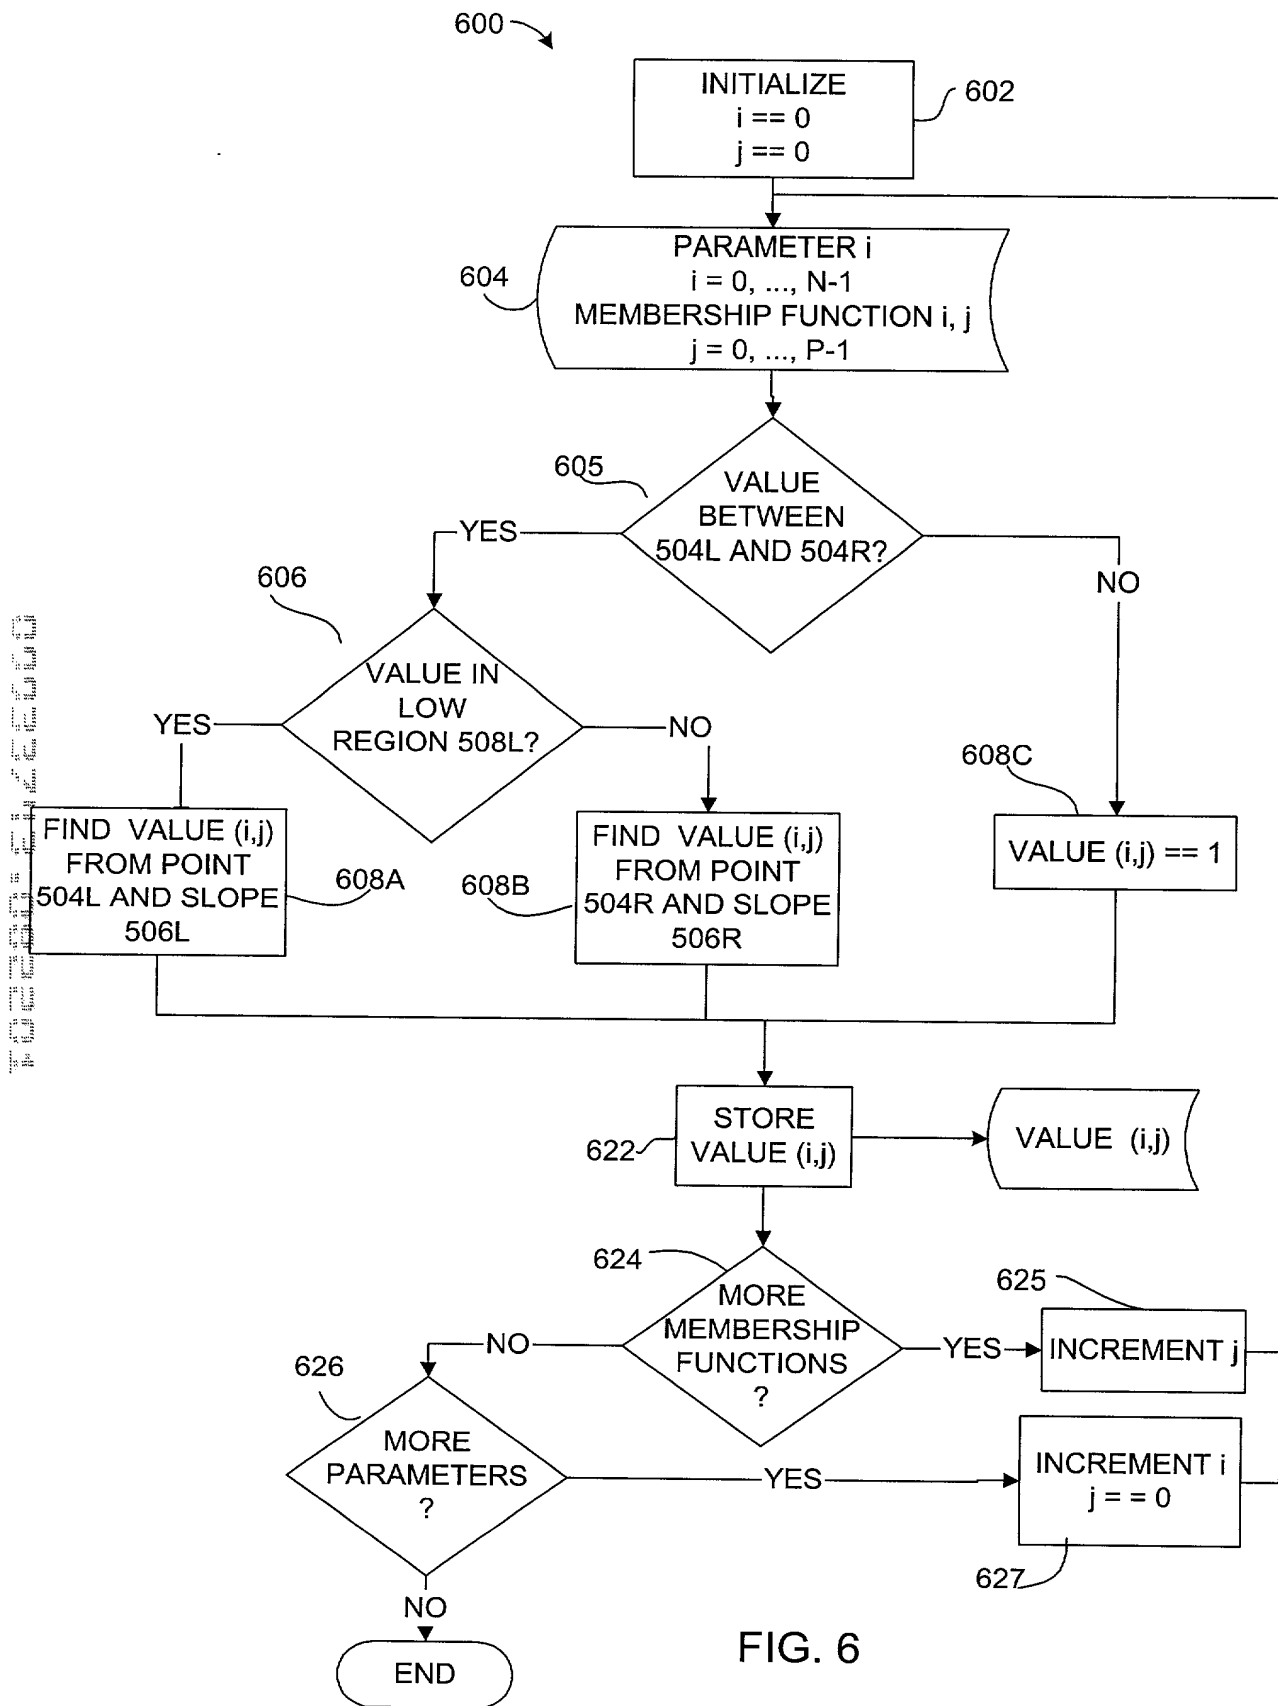 600
INITIALIZE
i == 0
j == 0
602
PARAMETER i
i = 0, ..., N-1
MEMBERSHIP FUNCTION i, j
j = 0, ..., P-1
604
605
VALUE
BETWEEN
504L AND 504R?
YES
NO
606
VALUE IN
LOW
REGION 508L?
YES
NO
608C
FIND VALUE (i,j)
FROM POINT
504L AND SLOPE
506L
608A
608B
FIND VALUE (i,j)
FROM POINT
504R AND SLOPE
506R
VALUE (i,j) == 1
STORE
VALUE (i,j)
622
VALUE (i,j)
624
MORE
MEMBERSHIP
FUNCTIONS
?
NO
YES
625
INCREMENT j
626
MORE
PARAMETERS
?
YES
INCREMENT i
j = = 0
627
NO
END
FIG. 6